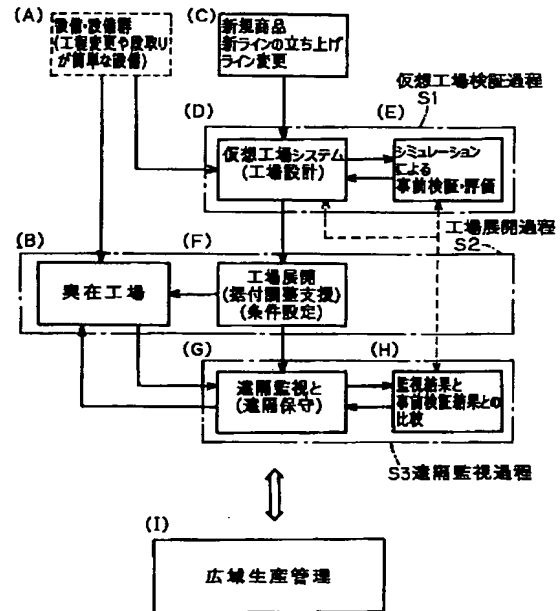 (A)
設備・設備群
(工程変更や段取り
が簡単な設備)
(C)
新規商品
新ラインの立ち上げ
ライン変更
仮想工場検証過程
S1
(D)
仮想工場システム
(工場設計)
(E)
シミュレーション
による
事前検証・評価
工場展開過程
S2
(B)
実在工場
(F)
工場展開
(据付調整支援)
(条件設定)
(G)
遠隔監視と
(遠隔保守)
(H)
監視結果と
事前検証結果との
比較
S3遠隔監視過程
(I)
広域生産管理